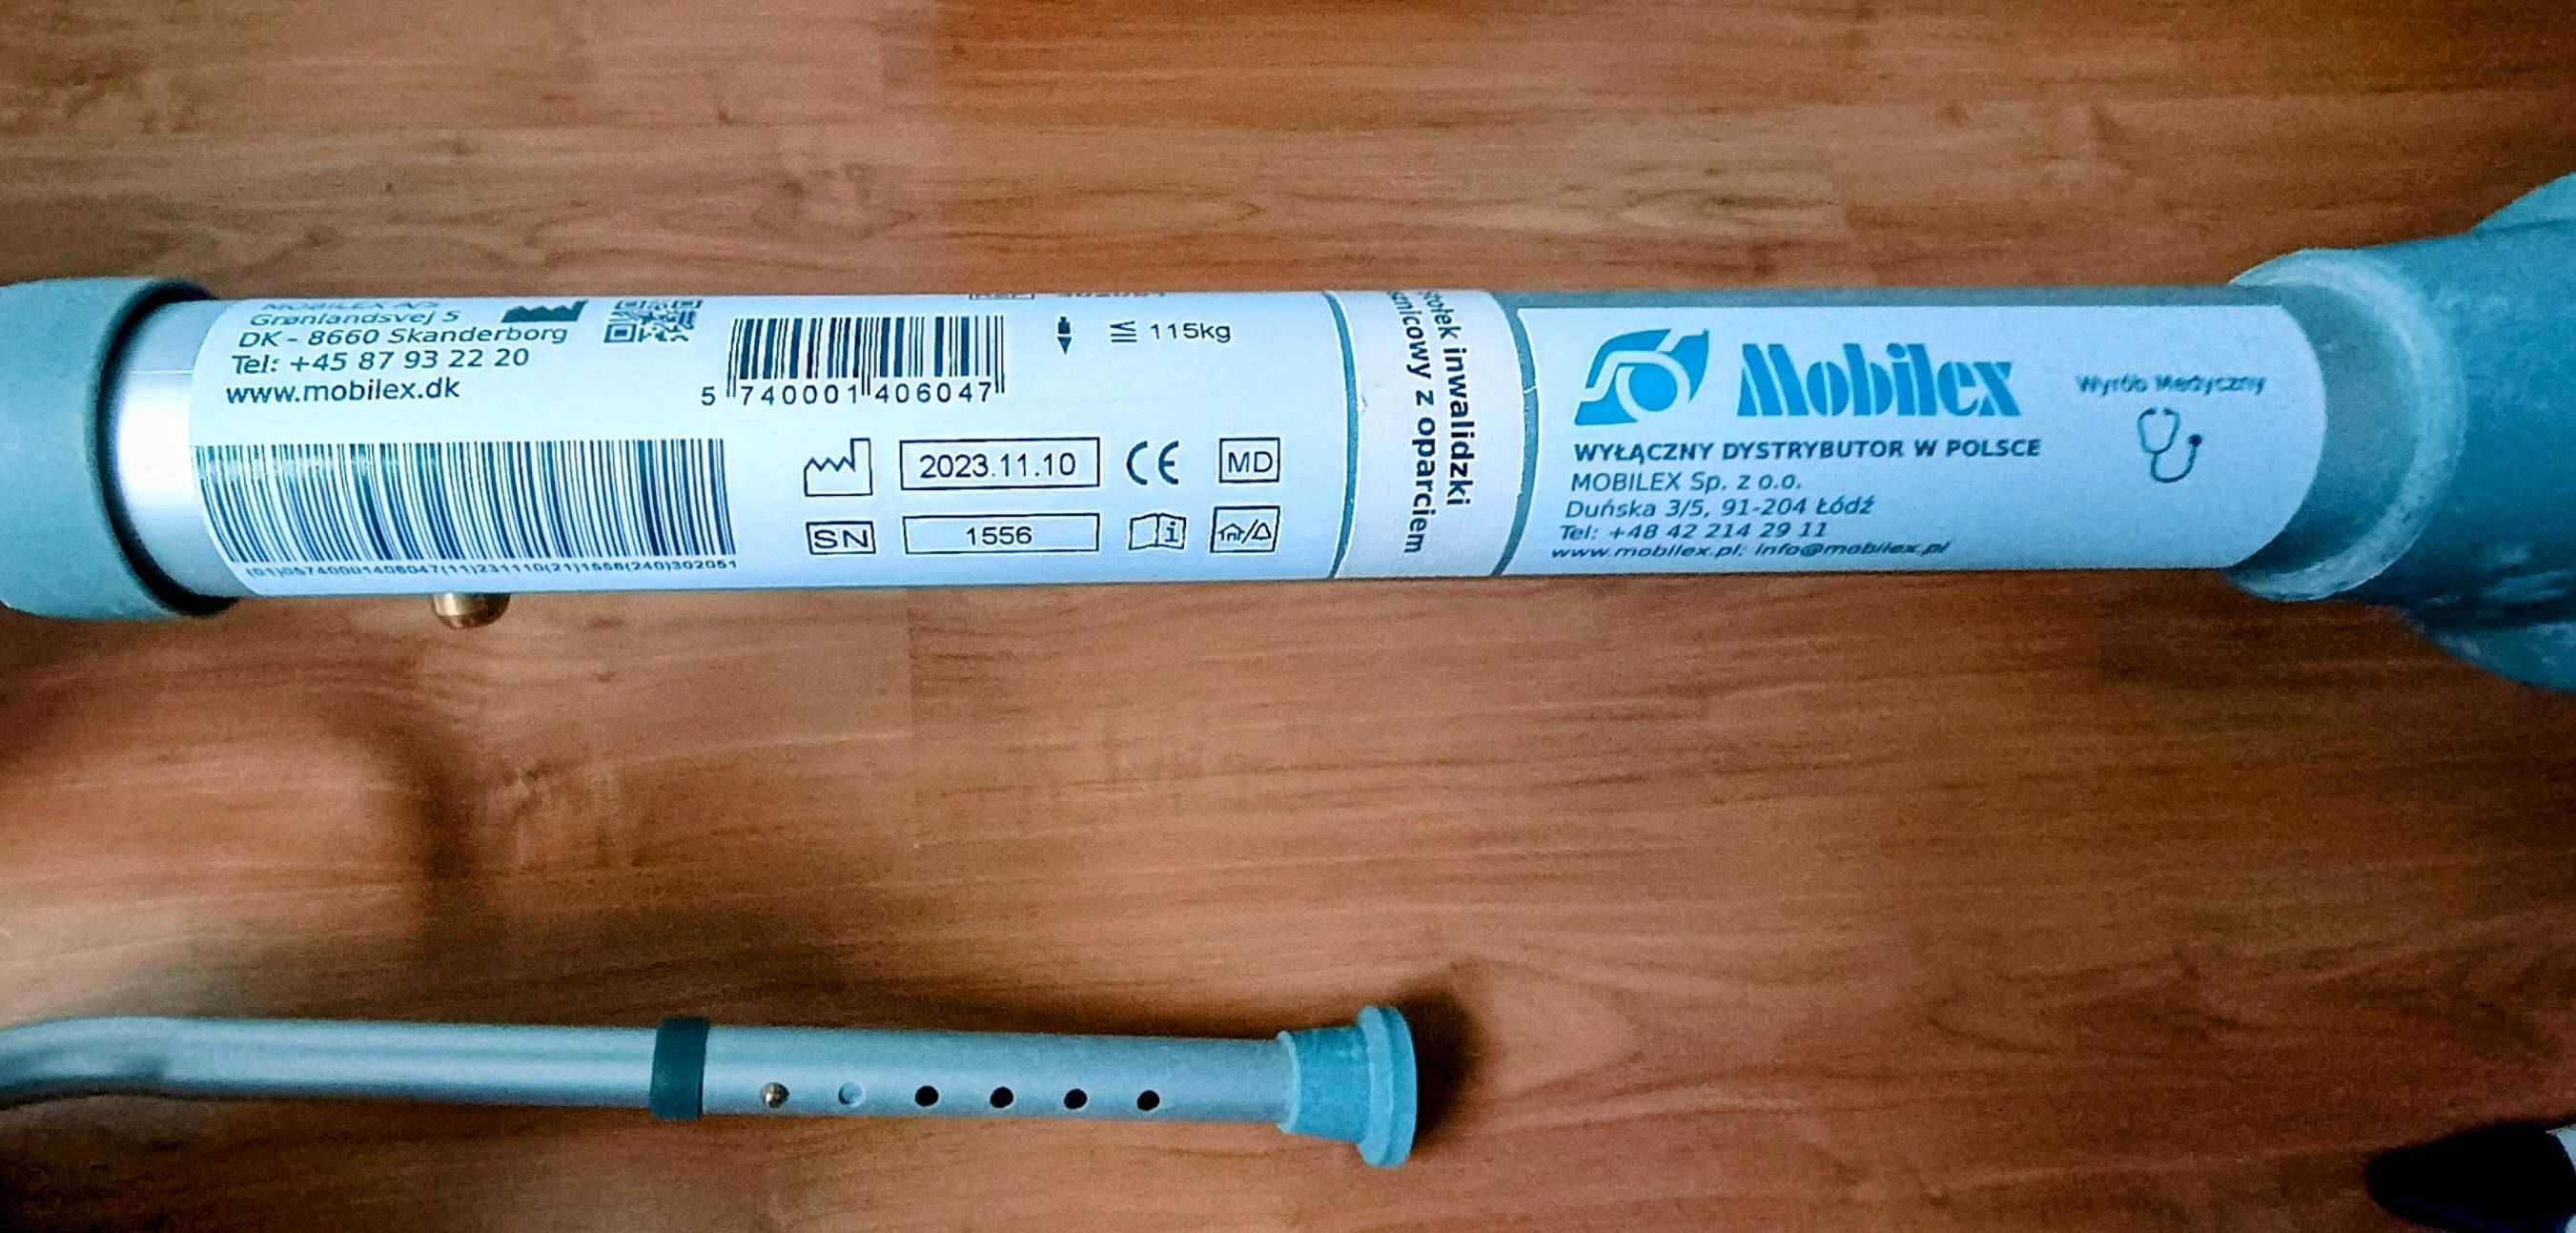 MOBILEX A/S
Grønlandsvej 5
DK - 8660 Skanderborg
Tel: +45 87 93 22 20
www.mobilex.dk
(01)05740001406047(11)231110(21)1556(240)302051
5 740001 406047
≤ 115kg
2023.11.10
CE
MD
SN
1556
inwalidzki
z oparciem
Mobilex
Wyrób Medyczny
WYŁĄCZNY DYSTRYBUTOR W POLSCE
MOBILEX Sp. z o.o.
Duńska 3/5, 91-204 Łódź
Tel: +48 42 214 29 11
www.mobilex.pl; info@mobilex.pl